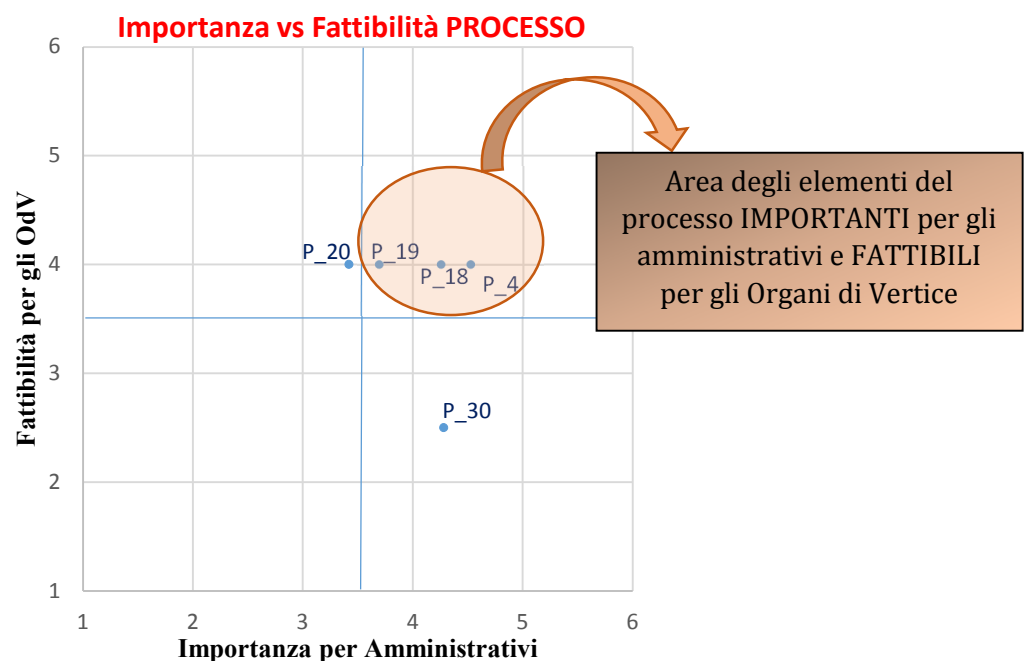 Importanza vs Fattibilità PROCESSO
6
5
4
3
2
1
Fattibilità per gli OdV
P_20
P_19
P_18
P_4
P_30
Area degli elementi del
processo IMPORTANTI per gli
amministrativi e FATTIBILI
per gli Organi di Vertice
1
2
3
4
5
6
Importanza per Amministrativi